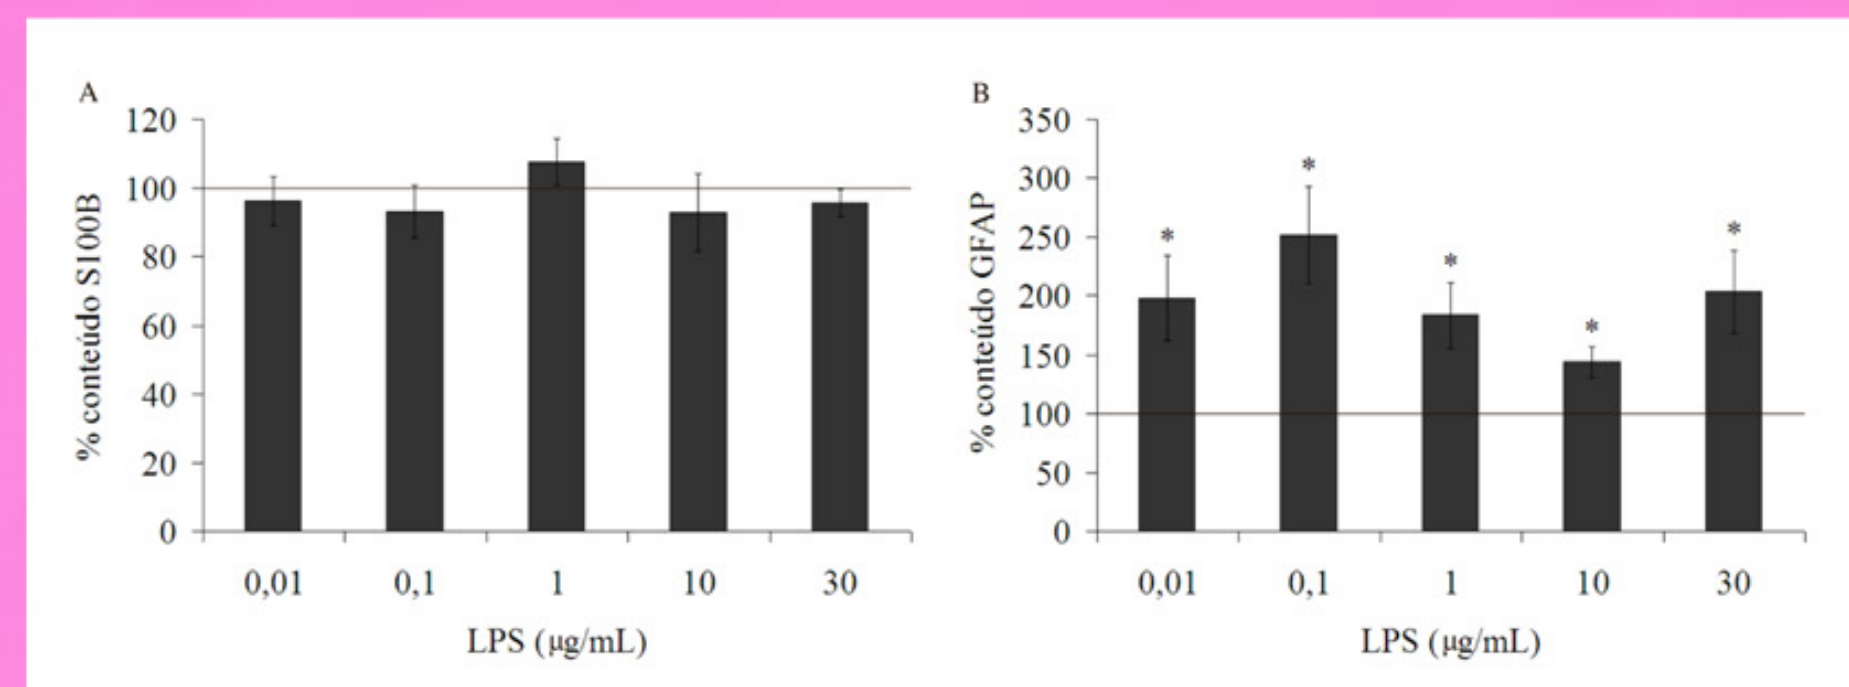 A
% conteúdo S100B
120
100
80
60
40
20
0
0,01 0,1 1 10 30
LPS (μg/mL)
B
% conteúdo GFAP
350
300
250
200
150
100
50
0
* * * * *
0,01 0,1 1 10 30
LPS (μg/mL)